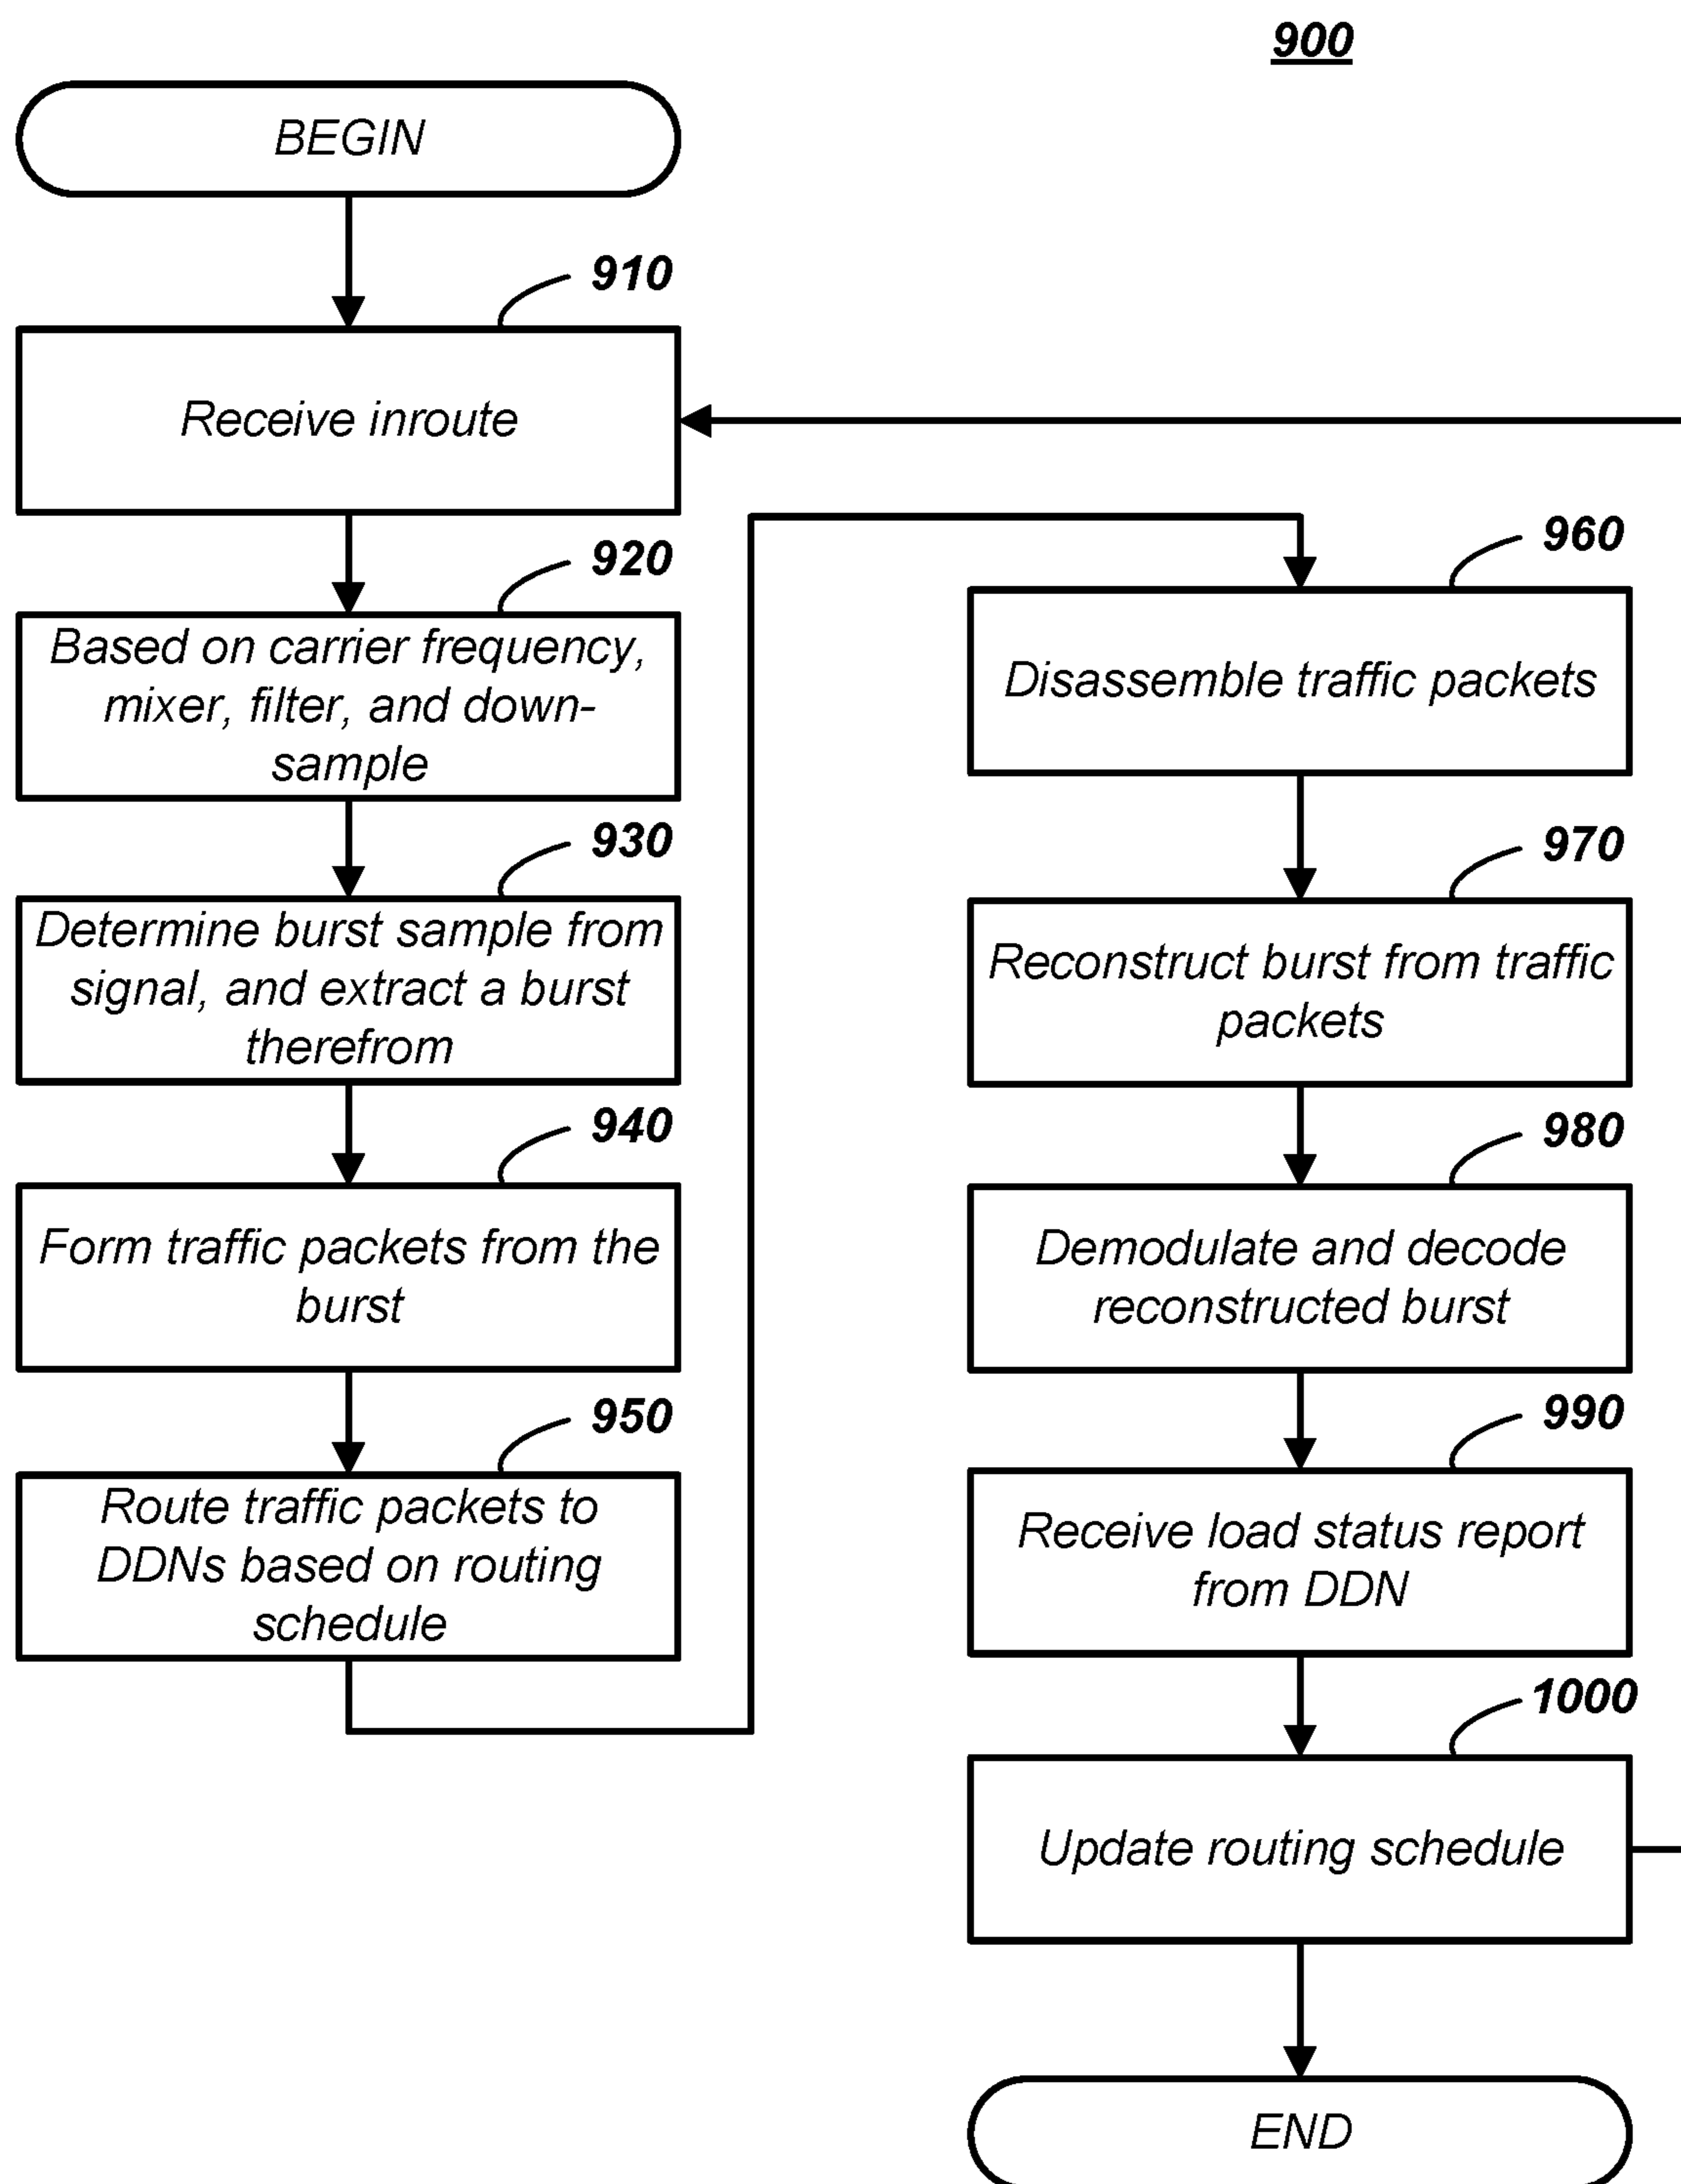 900
BEGIN
910
Receive inroute
920
Based on carrier frequency,
mixer, filter, and down-
sample
930
Determine burst sample from
signal, and extract a burst
therefrom
940
Form traffic packets from the
burst
950
Route traffic packets to
DDNs based on routing
schedule
960
Disassemble traffic packets
970
Reconstruct burst from traffic
packets
980
Demodulate and decode
reconstructed burst
990
Receive load status report
from DDN
1000
Update routing schedule
END